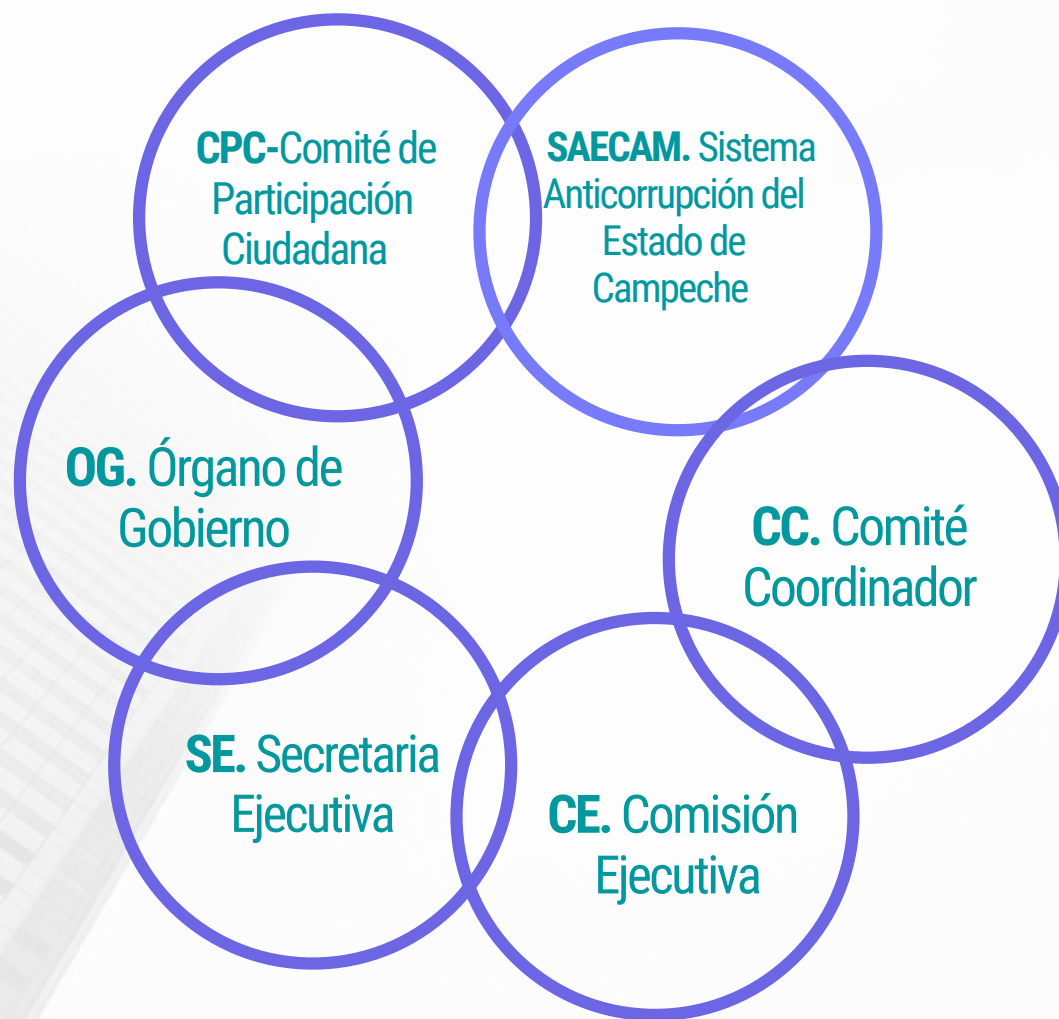 CPC-Comité de
Participación
Ciudadana
SAECAM. Sistema
Anticorrupción del
Estado de
Campeche
OG. Órgano de
Gobierno
CC. Comité
Coordinador
SE. Secretaria
Ejecutiva
CE. Comisión
Ejecutiva